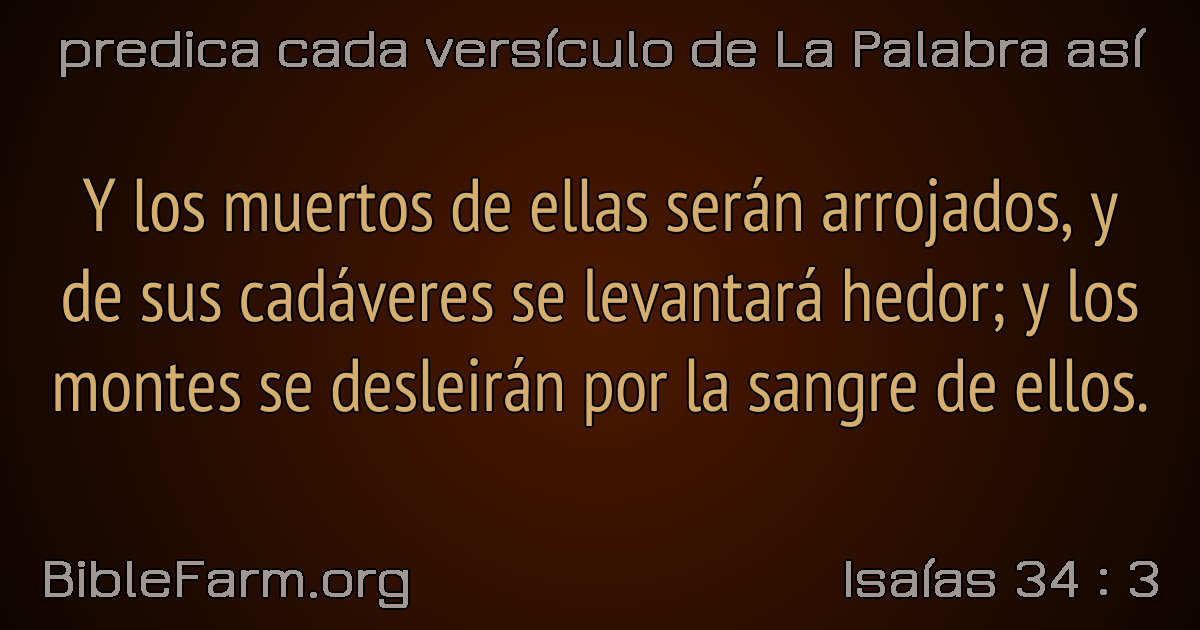 predica cada versículo de La Palabra así
Y los muertos de ellas serán arrojados, y
de sus cadáveres se levantará hedor; y los
montes se desleirán por la sangre de ellos.
BibleFarm.org
Isaías 34 : 3